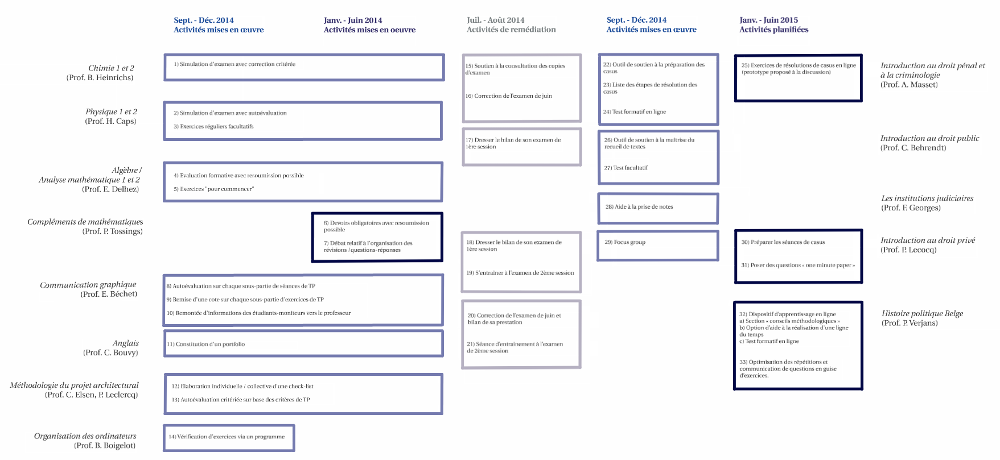 Sept. - Déc. 2014
Activités mises en œuvre
Janv. - Juin 2014
Activités mises en oeuvre
Juil. - Août 2014
Activités de remédiation
Sept. - Déc. 2014
Activités mises en œuvre
Janv. - Juin 2015
Activités planifiées
Chimie 1 et 2
(Prof. B. Heinrichs)
1) Simulation d'examen avec correction critérée
Physique 1 et 2
(Prof. H. Caps)
2) Simulation d'examen avec autoévaluation
3) Exercices réguliers facultatifs
Algèbre /
Analyse mathématique 1 et 2
(Prof. E. Delhez)
4) Evaluation formative avec resoumission possible
5) Exercices "pour commencer"
Compléments de mathématiques
(Prof. P. Tossings)
6) Devoirs obligatoires avec resoumission
possible
7) Débat relatif à l'organisation des
révisions / questions-réponses
Communication graphique
(Prof. E. Béchet)
8) Autoévaluation sur chaque sous-partie de séances de TP
9) Remise d'une cote sur chaque sous-partie d'exercices de TP
10) Remontée d'informations des étudiants-moniteurs vers le professeur
Anglais
(Prof. C. Bouvy)
11) Constitution d'un portfolio
Méthodologie du projet architectural
(Prof. C. Elsen, P. Leclercq)
12) Elaboration individuelle / collective d'une check-list
13) Autoévaluation critériée sur base des critères de TP
Organisation des ordinateurs
(Prof. B. Boigelot)
14) Vérification d'exercices via un programme
15) Soutien à la consultation des copies
d'examen
16) Correction de l'examen de juin
17) Dresser le bilan de son examen de
1ère session
18) Dresser le bilan de son examen de
1ère session
19) S'entraîner à l'examen de 2ème session
20) Correction de l'examen de juin et
bilan de sa prestation
21) Séance d'entrainement à l'examen
de 2ème session
22) Outil de soutien à la préparation des
casus
23) Liste des étapes de résolution des
casus
24) Test formatif en ligne
26) Outil de soutien à la maîtrise du
recueil de textes
27) Test facultatif
28) Aide à la prise de notes
29) Focus group
25) Exercices de résolutions de casus en ligne
(prototype proposé à la discussion)
30) Préparer les séances de casus
31) Poser des questions « one minute paper »
32) Dispositif d'apprentissage en ligne
a) Section « conseils méthodologiques »
b) Option d'aide à la réalisation d'une ligne
du temps
c) Test formatif en ligne
33) Optimisation des répétitions et
communication de questions en guise
d'exercices.
Introduction au droit pénal et
à la criminologie
(Prof. A. Masset)
Introduction au droit public
(Prof. C. Behrendt)
Les institutions judiciaires
(Prof. F. Georges)
Introduction au droit privé
(Prof. P. Lecocq)
Histoire politique Belge
(Prof. P. Verjans)